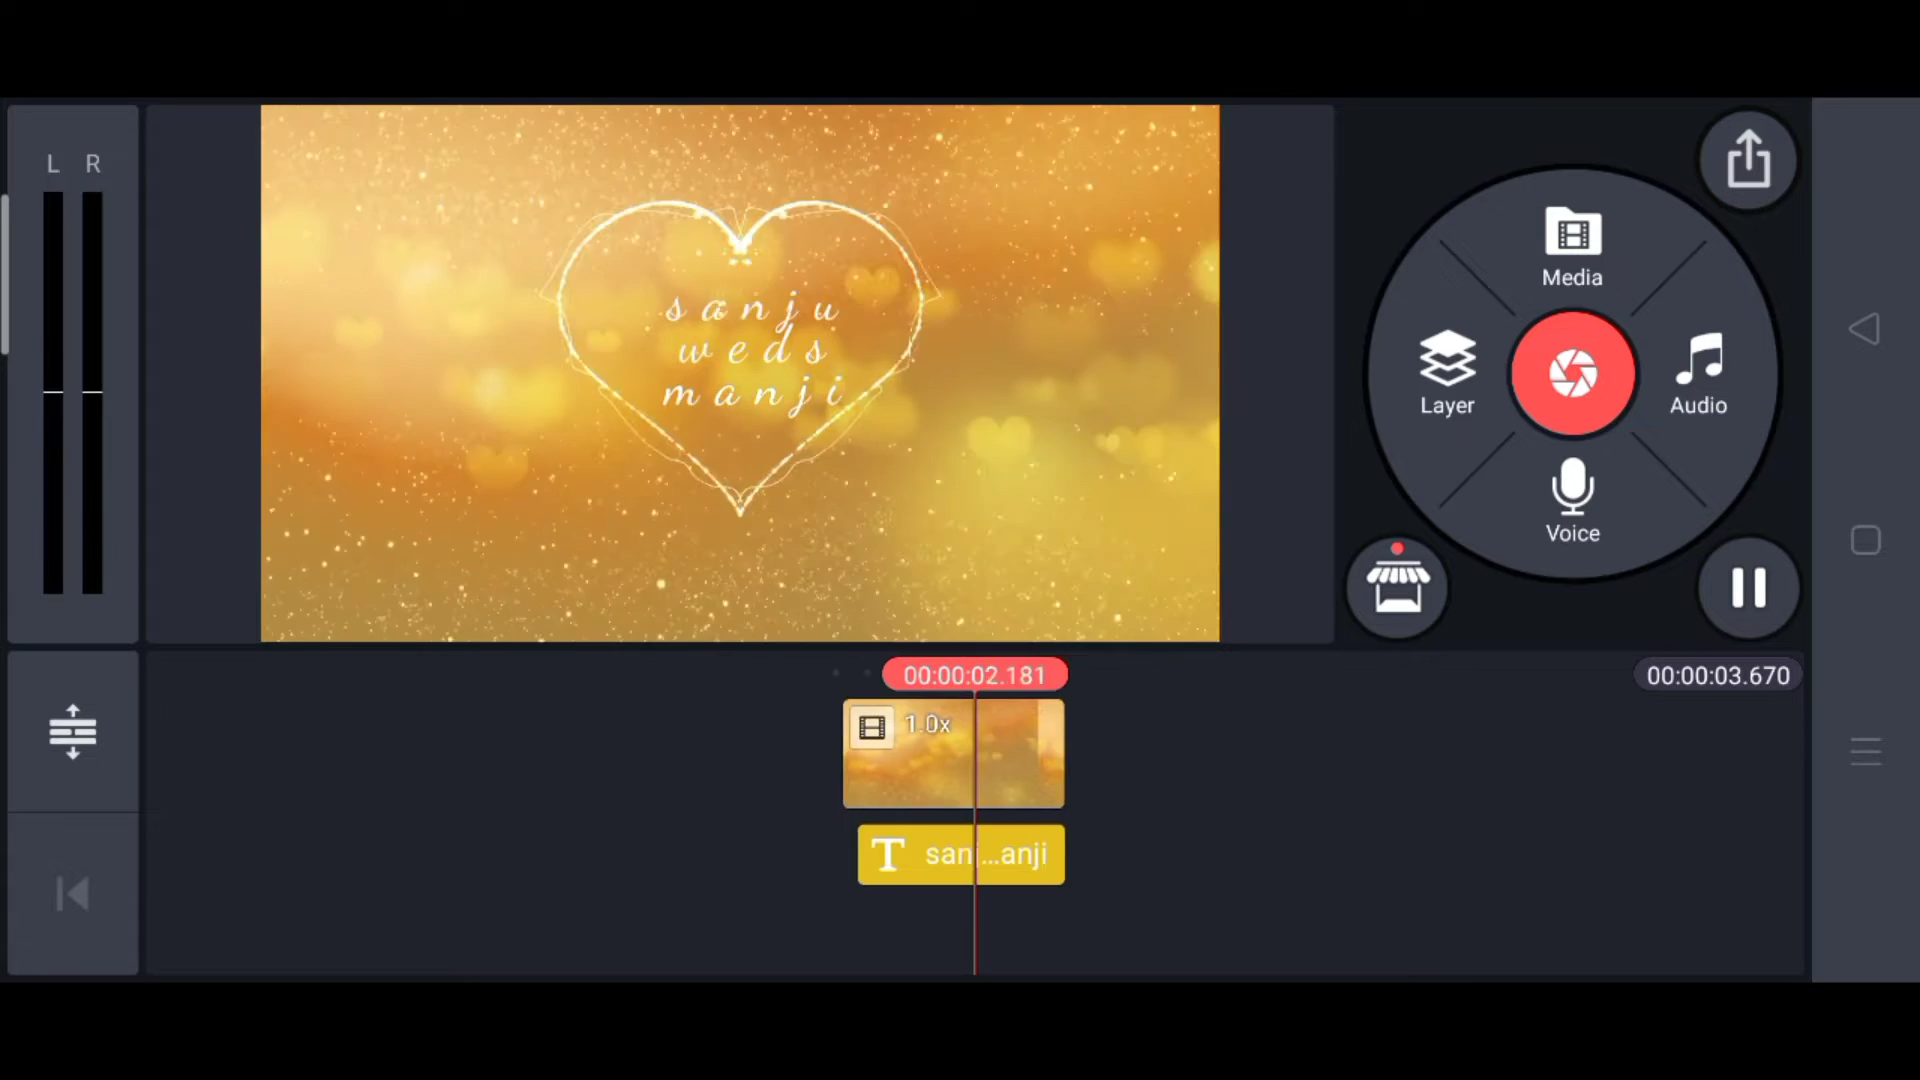 L R
s a n j u
w e d s
m a n j i
Media
Layer
Audio
Voice
00:00:02.181
00:00:03.670
1.0x
T san...anji